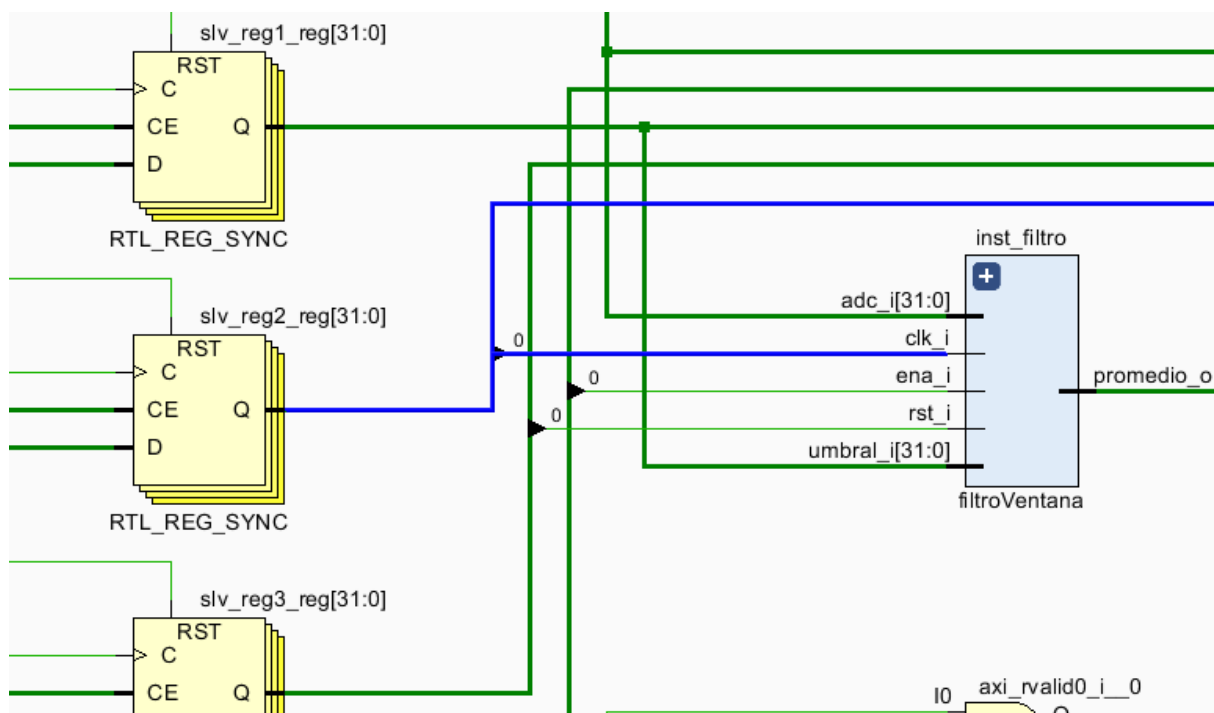 slv_reg1_reg[31:0]
RST
C
CE
Q
D
RTL_REG_SYNC
slv_reg2_reg[31:0]
RST
C
CE
Q
D
RTL_REG_SYNC
slv_reg3_reg[31:0]
RST
C
CE
Q
0
0
0
inst_filtro
+
adc_i[31:0]
clk_i
ena_i
rst_i
umbral_i[31:0]
promedio_o
filtroVentana
I0
axi_rvalid0_i__0